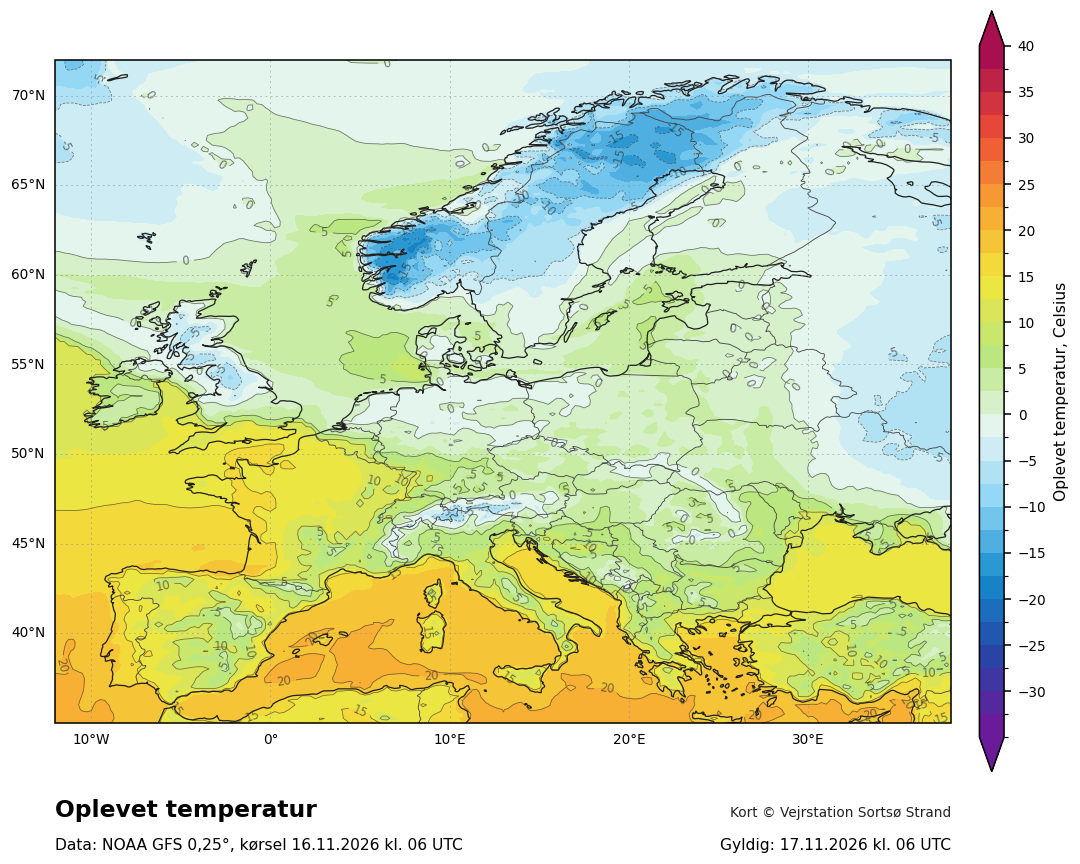 70°N
65°N
60°N
55°N
50°N
45°N
40°N
10°W
0°
10°E
20°E
30°E
40
35
30
25
20
15
10
5
0
−5
−10
−15
−20
−25
−30
Oplevet temperatur, Celsius
Oplevet temperatur
Kort © Vejrstation Sortsø Strand
Data: NOAA GFS 0,25°, kørsel 16.11.2026 kl. 06 UTC
Gyldig: 17.11.2026 kl. 06 UTC